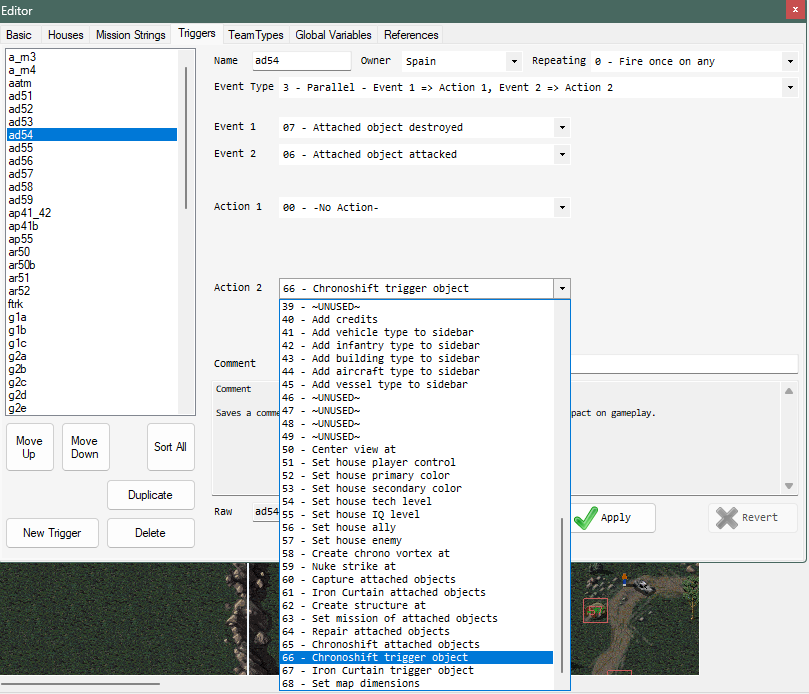 Editor
x
Basic Houses Mission Strings Triggers TeamTypes Global Variables References
a_m3
a_m4
aatm
ad51
ad52
ad53
ad54
ad55
ad56
ad57
ad58
ad59
ap41_42
ap41b
ap55
ar50
ar50b
ar51
ar52
ftrk
g1a
g1b
g1c
g2a
g2b
g2c
g2d
g2e
Move Up
Move Down
Sort All
Duplicate
New Trigger
Delete
Name ad54 Owner Spain Repeating 0 - Fire once on any
Event Type 3 - Parallel - Event 1 => Action 1, Event 2 => Action 2
Event 1 07 - Attached object destroyed
Event 2 06 - Attached object attacked
Action 1 00 - -No Action-
Action 2 66 - Chronoshift trigger object
39 - ~UNUSED~
40 - Add credits
41 - Add vehicle type to sidebar
42 - Add infantry type to sidebar
43 - Add building type to sidebar
44 - Add aircraft type to sidebar
45 - Add vessel type to sidebar
46 - ~UNUSED~
47 - ~UNUSED~
48 - ~UNUSED~
49 - ~UNUSED~
50 - Center view at
51 - Set house player control
52 - Set house primary color
53 - Set house secondary color
54 - Set house tech level
55 - Set house IQ level
56 - Set house ally
57 - Set house enemy
58 - Create chrono vortex at
59 - Nuke strike at
60 - Capture attached objects
61 - Iron Curtain attached objects
62 - Create structure at
63 - Set mission of attached objects
64 - Repair attached objects
65 - Chronoshift attached objects
66 - Chronoshift trigger object
67 - Iron Curtain trigger object
68 - Set map dimensions
Comment
Comment
Saves a comme pact on gameplay.
Raw ad54
Apply
Revert